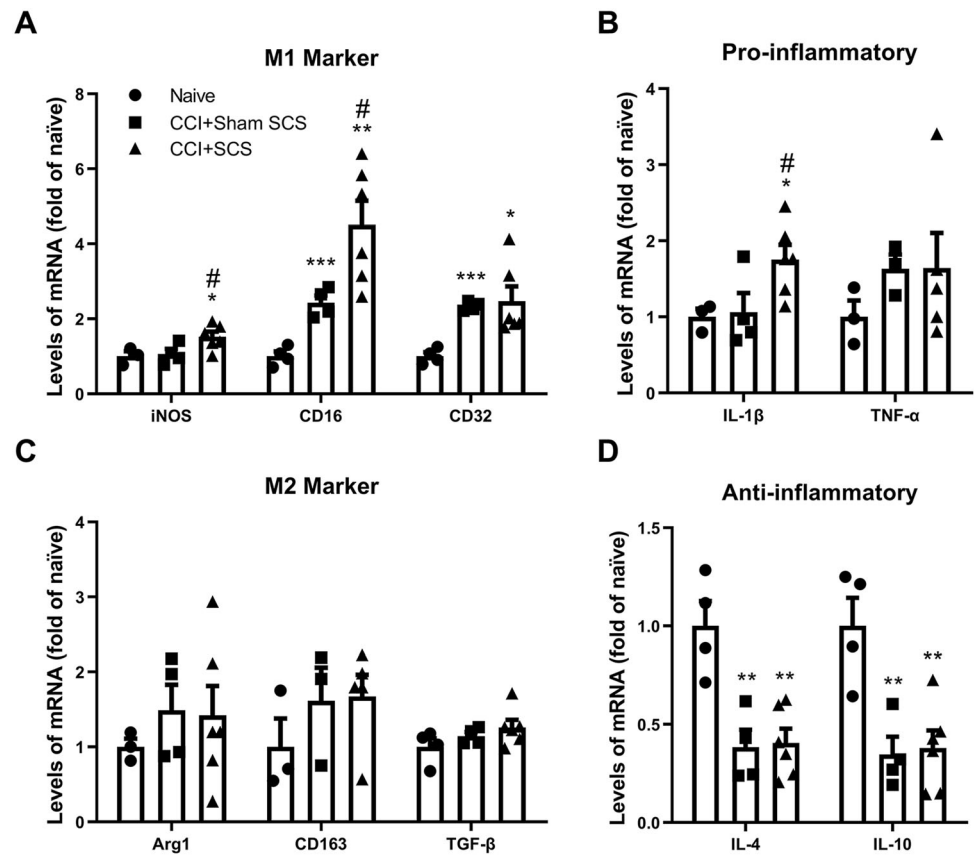 A
M1 Marker
Levels of mRNA (fold of naïve)
8
6
4
2
0
Naive
CCI+Sham SCS
CCI+SCS
#
*
***
#
**
***
*
iNOS
CD16
CD32
B
Pro-inflammatory
Levels of mRNA (fold of naïve)
4
3
2
1
0
#
*
IL-1β
TNF-α
C
M2 Marker
Levels of mRNA (fold of naïve)
4
3
2
1
0
Arg1
CD163
TGF-β
D
Anti-inflammatory
Levels of mRNA (fold of naïve)
1.5
1.0
0.5
0.0
**
**
**
**
IL-4
IL-10